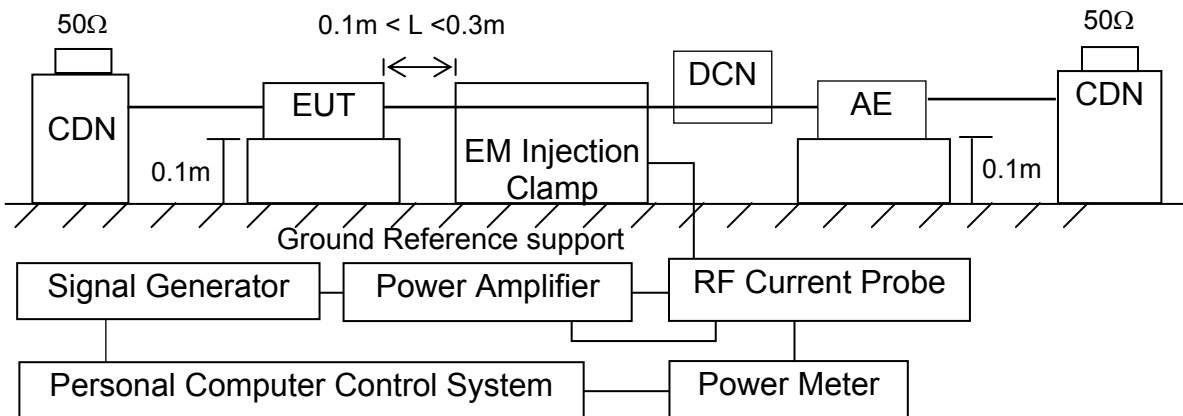 50Ω
0.1m < L <0.3m
50Ω
CDN
EUT
DCN
AE
CDN
EM Injection
Clamp
0.1m
0.1m
Ground Reference support
Signal Generator
Power Amplifier
RF Current Probe
Personal Computer Control System
Power Meter